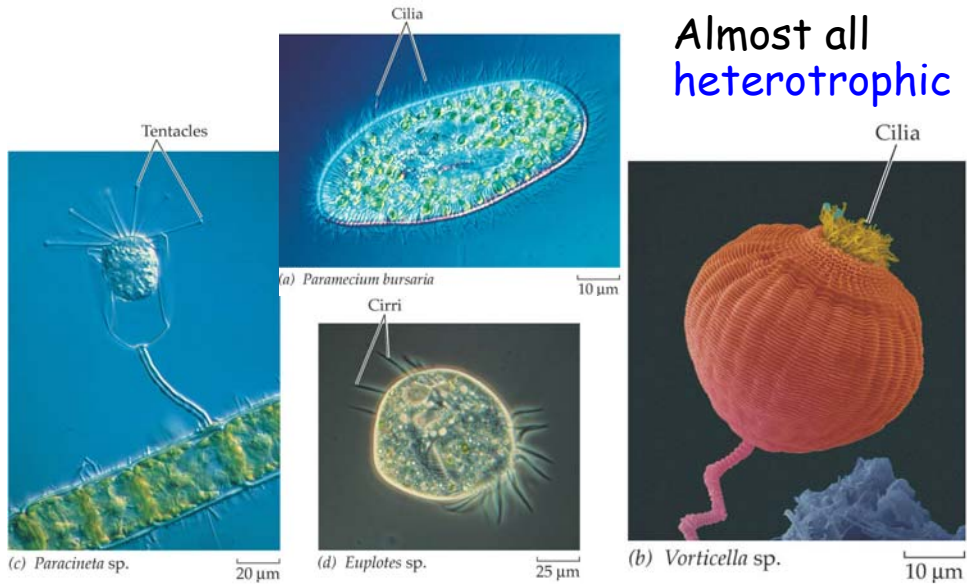 Cilia
Almost all
heterotrophic
Tentacles
Cilia
(a) Paramecium bursaria
10 µm
Cirri
(c) Paracineta sp.
20 µm
(d) Euplotes sp.
25 µm
(b) Vorticella sp.
10 µm